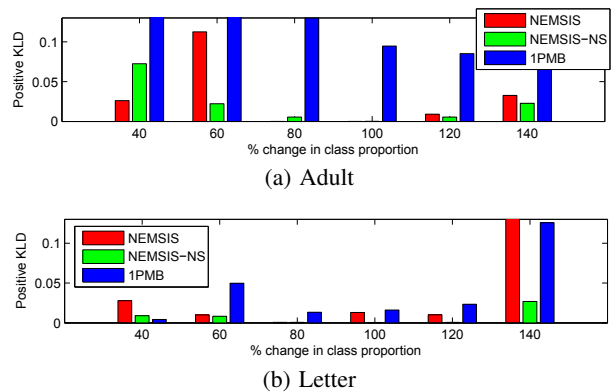 0.1
0.05
0
Positive KLD
40 60 80 100 120 140
% change in class proportion
NEMSIS
NEMSIS−NS
1PMB
(a) Adult
0.1
0.05
0
Positive KLD
40 60 80 100 120 140
% change in class proportion
NEMSIS
NEMSIS−NS
1PMB
(b) Letter